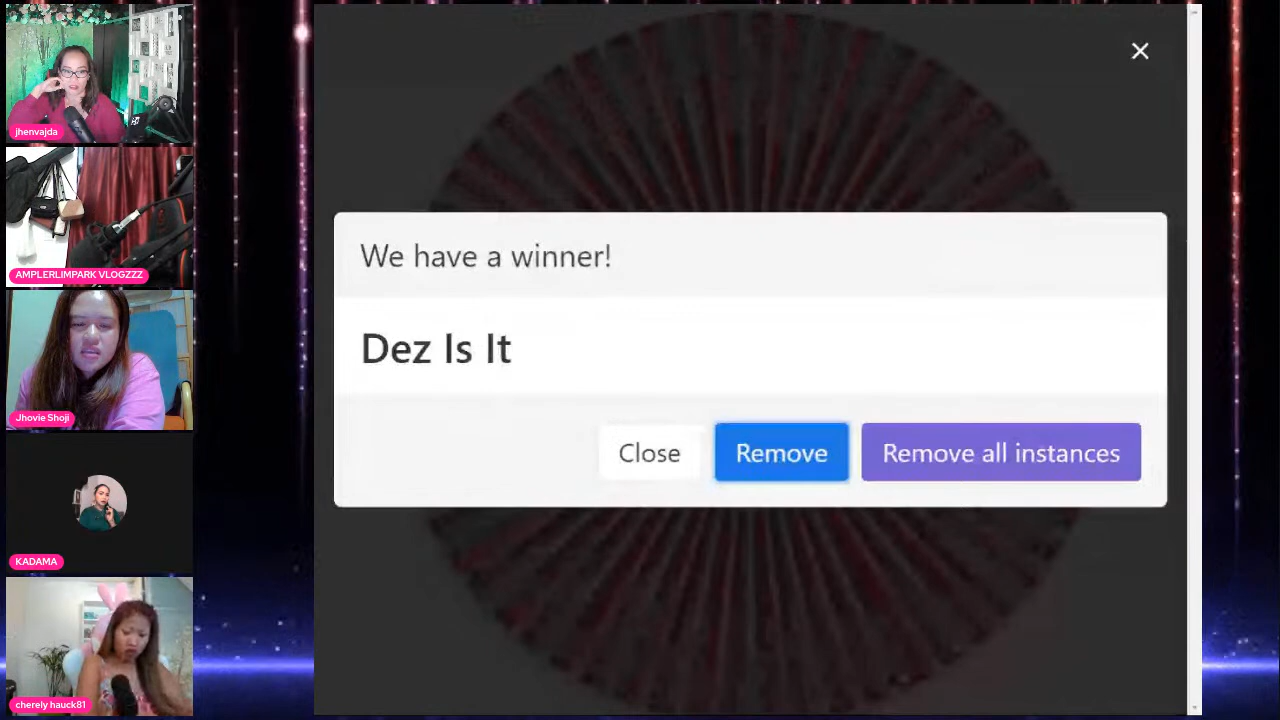 jhenvajda
AMPLERLIMPARK VLOGZZZ
Jhovie Shoji
KADAMA
cherely hauck81
We have a winner!
Dez Is It
Close
Remove
Remove all instances